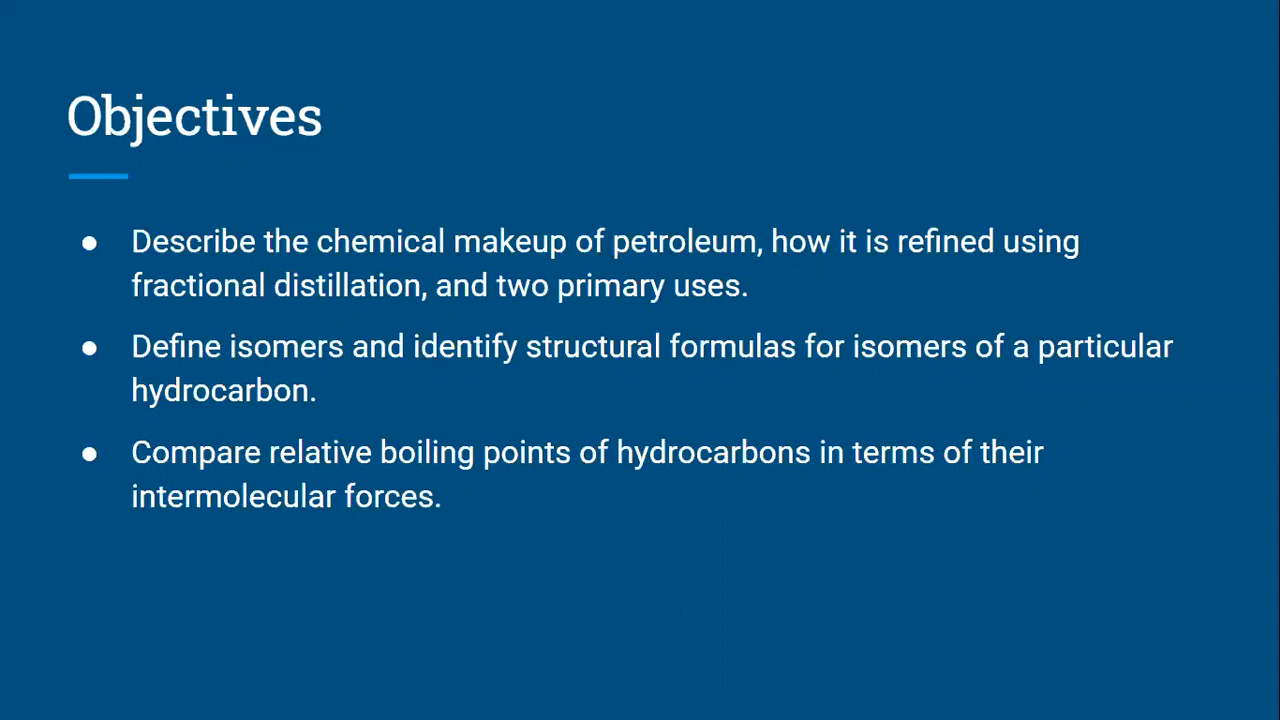 Objectives
● Describe the chemical makeup of petroleum, how it is refined using
fractional distillation, and two primary uses.
● Define isomers and identify structural formulas for isomers of a particular
hydrocarbon.
● Compare relative boiling points of hydrocarbons in terms of their
intermolecular forces.